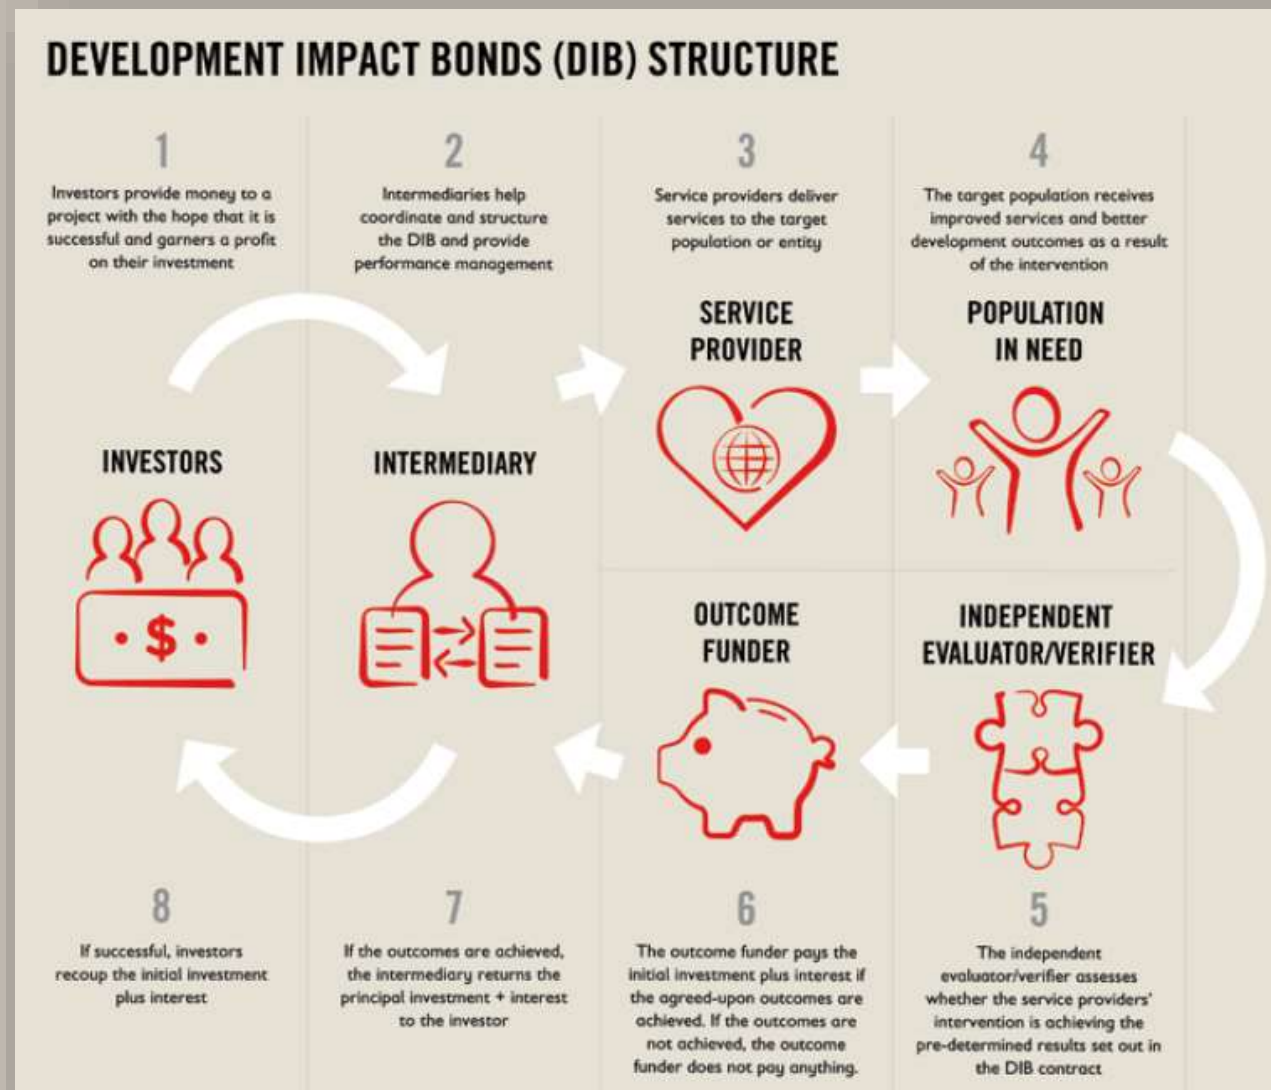 DEVELOPMENT IMPACT BONDS (DIB) STRUCTURE
1
Investors provide money to a
project with the hope that it is
successful and garners a profit
on their investment
2
Intermediaries help
coordinate and structure
the DIB and provide
performance management
3
Service providers deliver
services to the target
population or entity
4
The target population receives
improved services and better
development outcomes as a result
of the intervention
INVESTORS
$
INTERMEDIARY
SERVICE
PROVIDER
POPULATION
IN NEED
OUTCOME
FUNDER
INDEPENDENT
EVALUATOR/VERIFIER
8
If successful, investors
recoup the initial investment
plus interest
7
If the outcomes are achieved,
the intermediary returns the
principal investment + interest
to the investor
6
The outcome funder pays the
initial investment plus interest if
the agreed-upon outcomes are
achieved. If the outcomes are
not achieved, the outcome
funder does not pay anything.
5
The independent
evaluator/verifier assesses
whether the service providers'
intervention is achieving the
pre-determined results set out in
the DIB contract